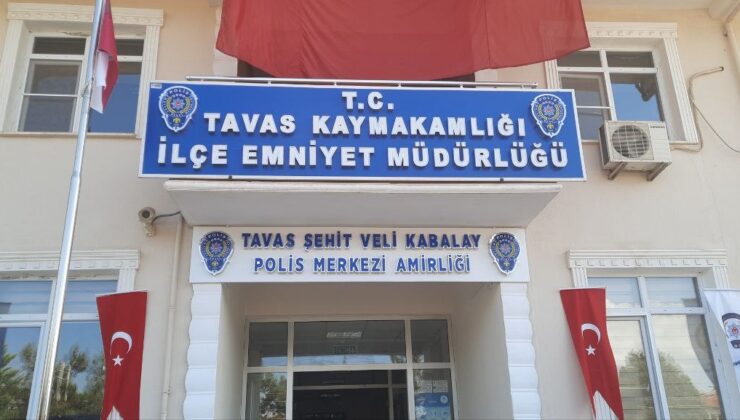 T.C.
TAVAS KAYMAKAMLIĞI
İLÇE EMNİYET MÜDÜRLÜĞÜ
TAVAS ŞEHİT VELİ KABALAY
POLİS MERKEZİ AMİRLİĞİ